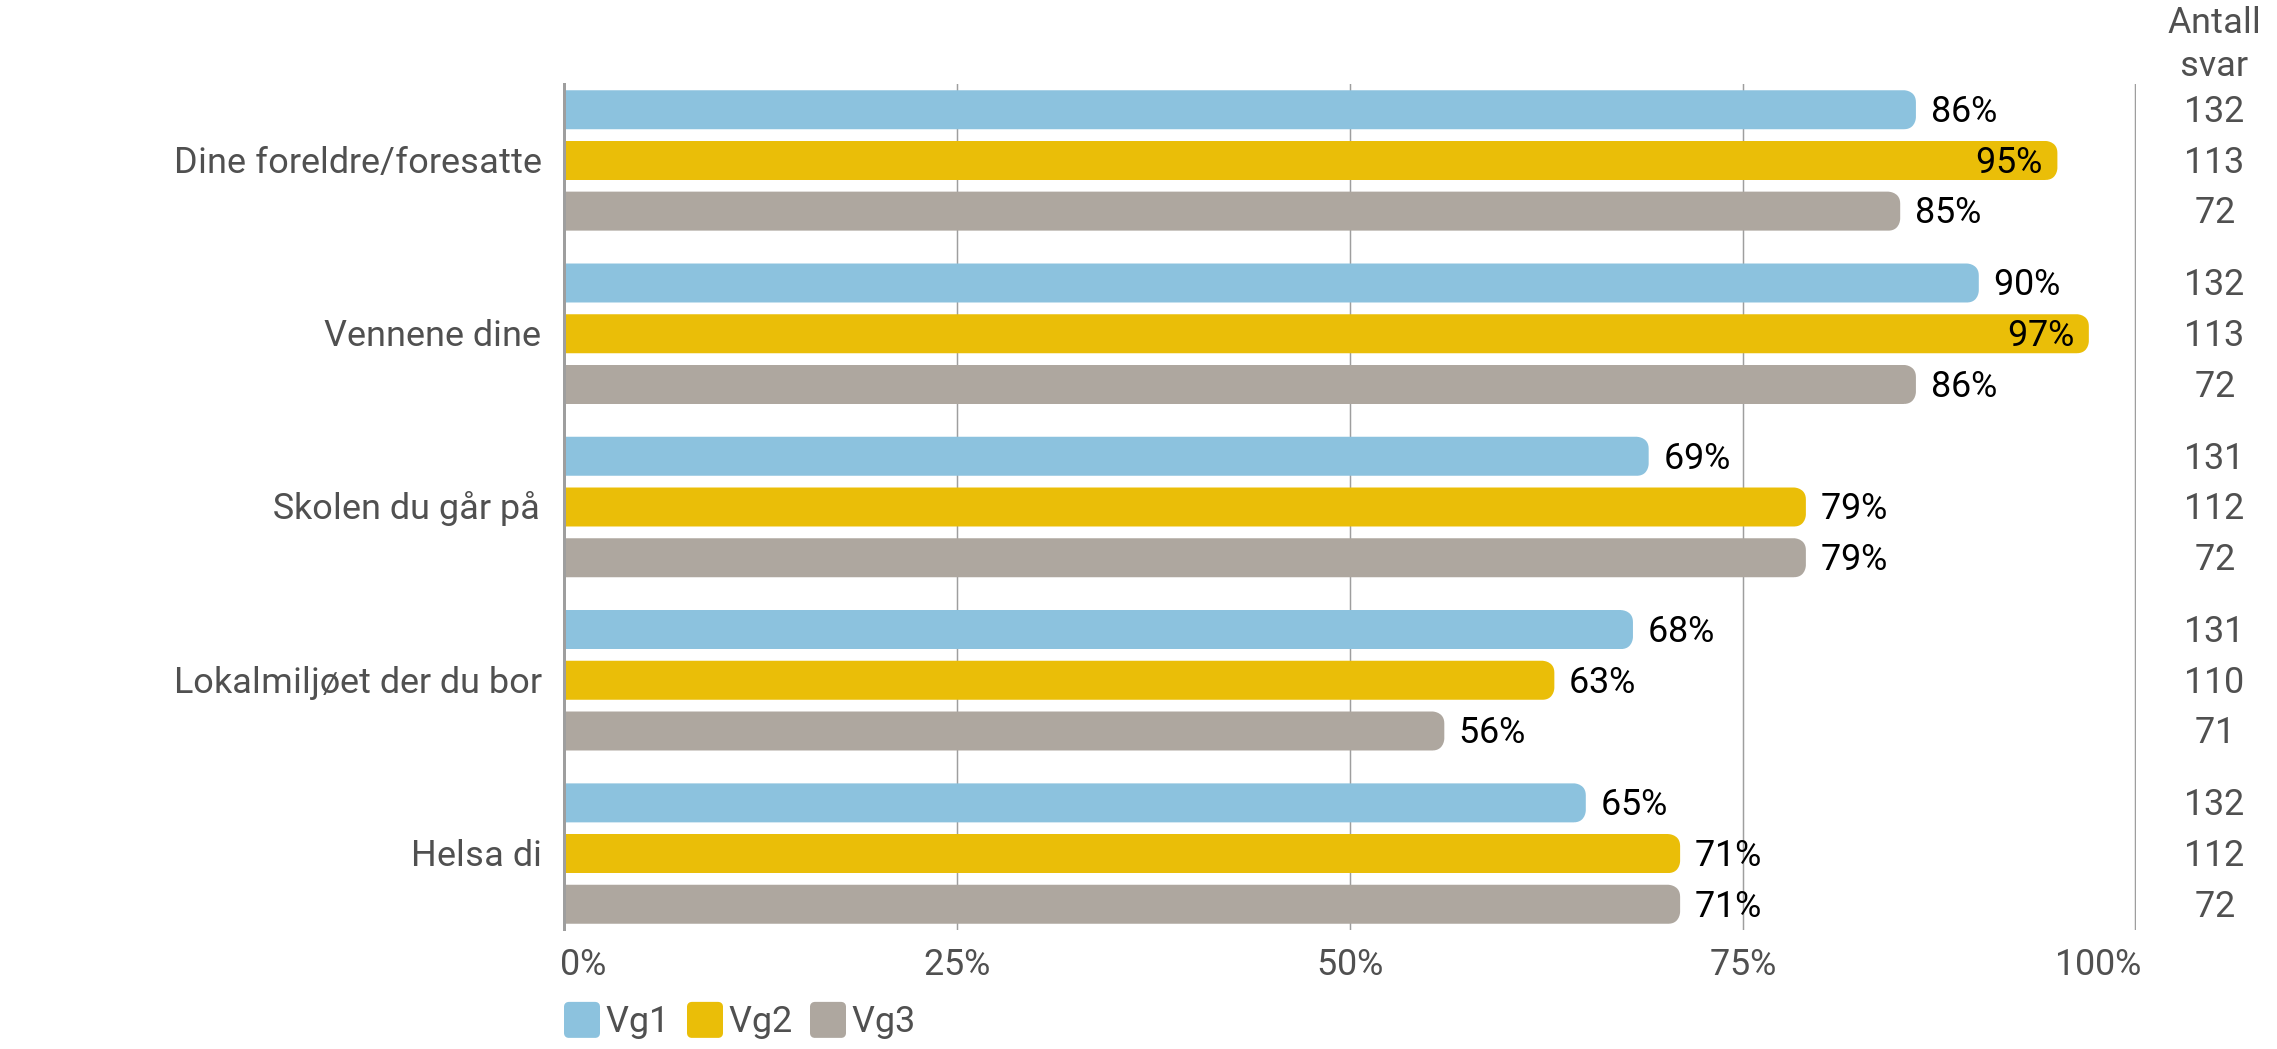 Antall
svar
86% 132
Dine foreldre/foresatte 95% 113
85% 72
90% 132
Vennene dine 97% 113
86% 72
69% 131
Skolen du går på 79% 112
79% 72
68% 131
Lokalmiljøet der du bor 63% 110
56% 71
65% 132
Helsa di 71% 112
71% 72
0% 25% 50% 75% 100%
Vg1 Vg2 Vg3